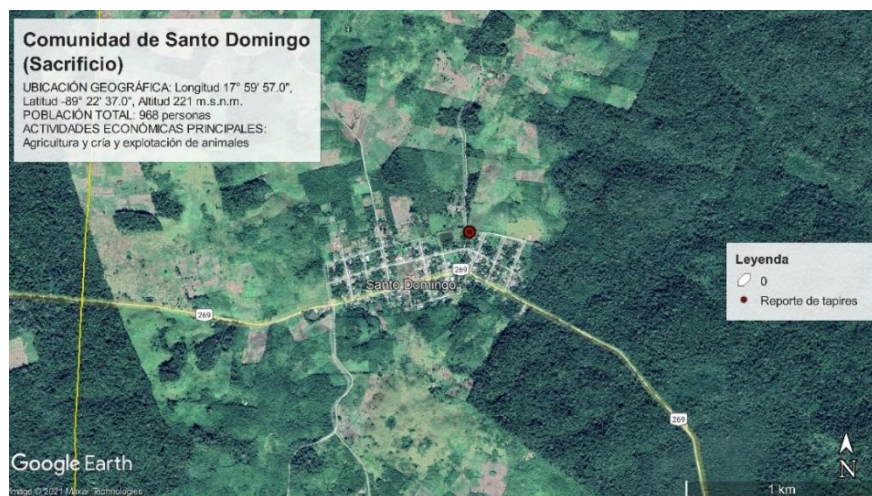 Comunidad de Santo Domingo
(Sacrificio)
UBICACIÓN GEOGRÁFICA: Longitud 17° 59' 57.0",
Latitud -89° 22' 37.0", Altitud 221 m.s.n.m.
POBLACIÓN TOTAL: 968 personas
ACTIVIDADES ECONÓMICAS PRINCIPALES:
Agricultura y cría y explotación de animales
Leyenda
0
Reporte de tapires
269
Santo Domingo
269
269
Google Earth
Image © 2021 Maxar Technologies
N
1 km